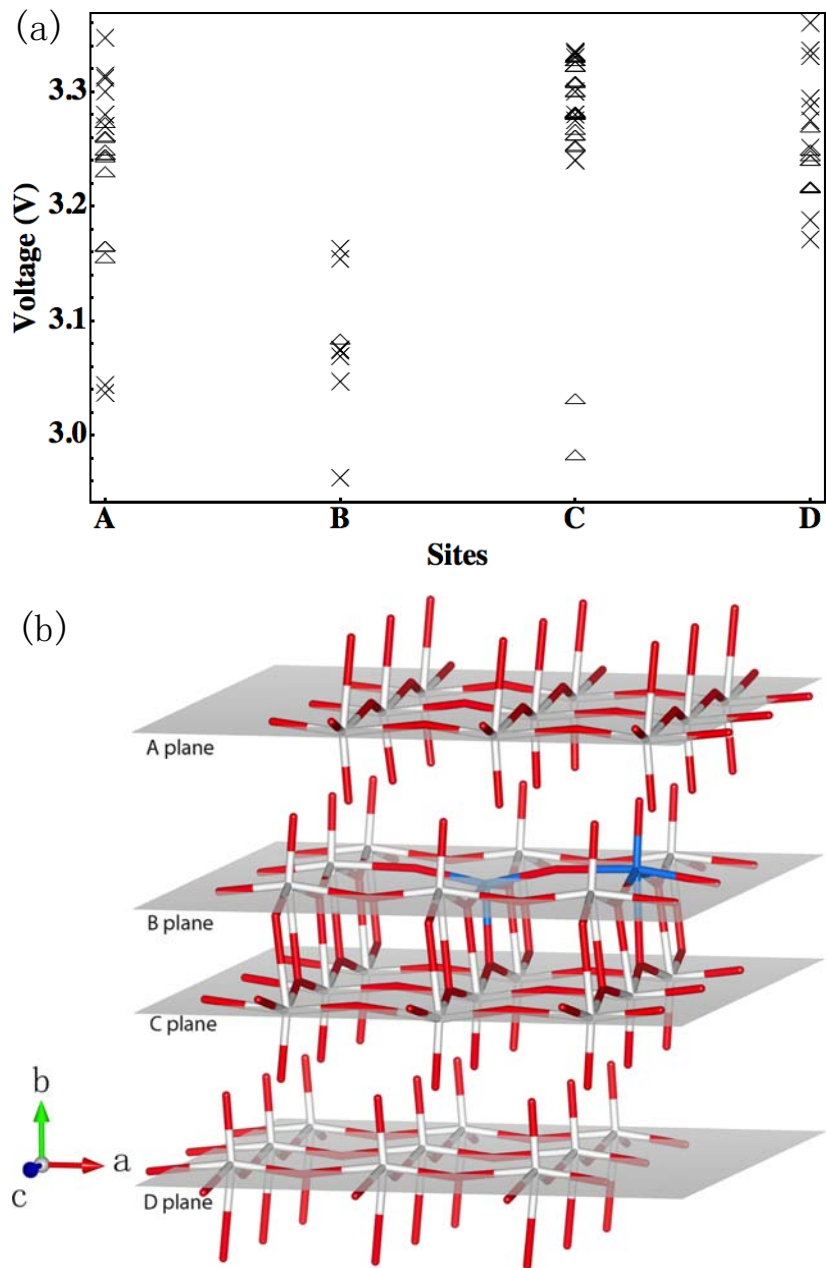 (a)
Voltage (V)
3.3
3.2
3.1
3.0
A B C D
Sites
(b)
A plane
B plane
C plane
D plane
b
a
c